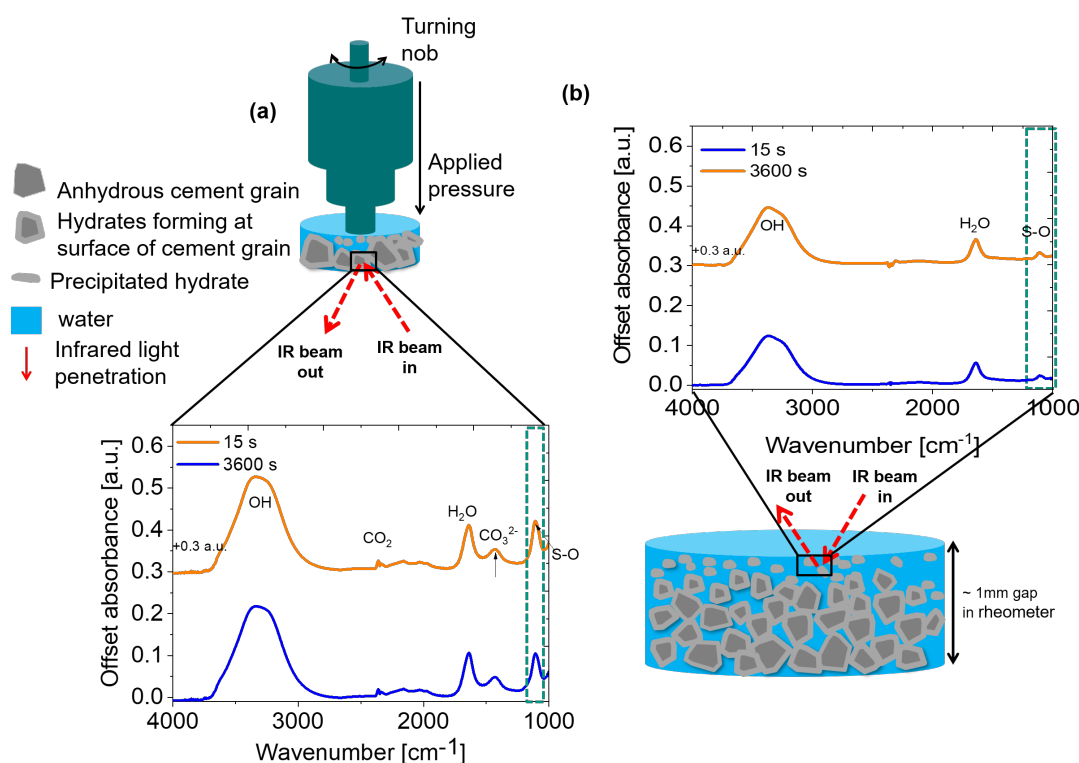 Turning
nob
(a)
Applied
pressure
Anhydrous cement grain
Hydrates forming at
surface of cement grain
Precipitated hydrate
water
Infrared light
penetration
IR beam
out
IR beam
in
0.6
0.5
0.4
0.3
0.2
0.1
0.0
Offset absorbance [a.u.]
15 s
3600 s
OH
+0.3 a.u.
CO₂
H₂O
CO₃²⁻
S-O
4000
3000
2000
1000
Wavenumber [cm⁻¹]
(b)
0.6
0.5
0.4
0.3
0.2
0.1
0.0
Offset absorbance [a.u.]
15 s
3600 s
OH
+0.3 a.u.
H₂O
S-O
4000
3000
2000
1000
Wavenumber [cm⁻¹]
IR beam
out
IR beam
in
~ 1mm gap
in rheometer